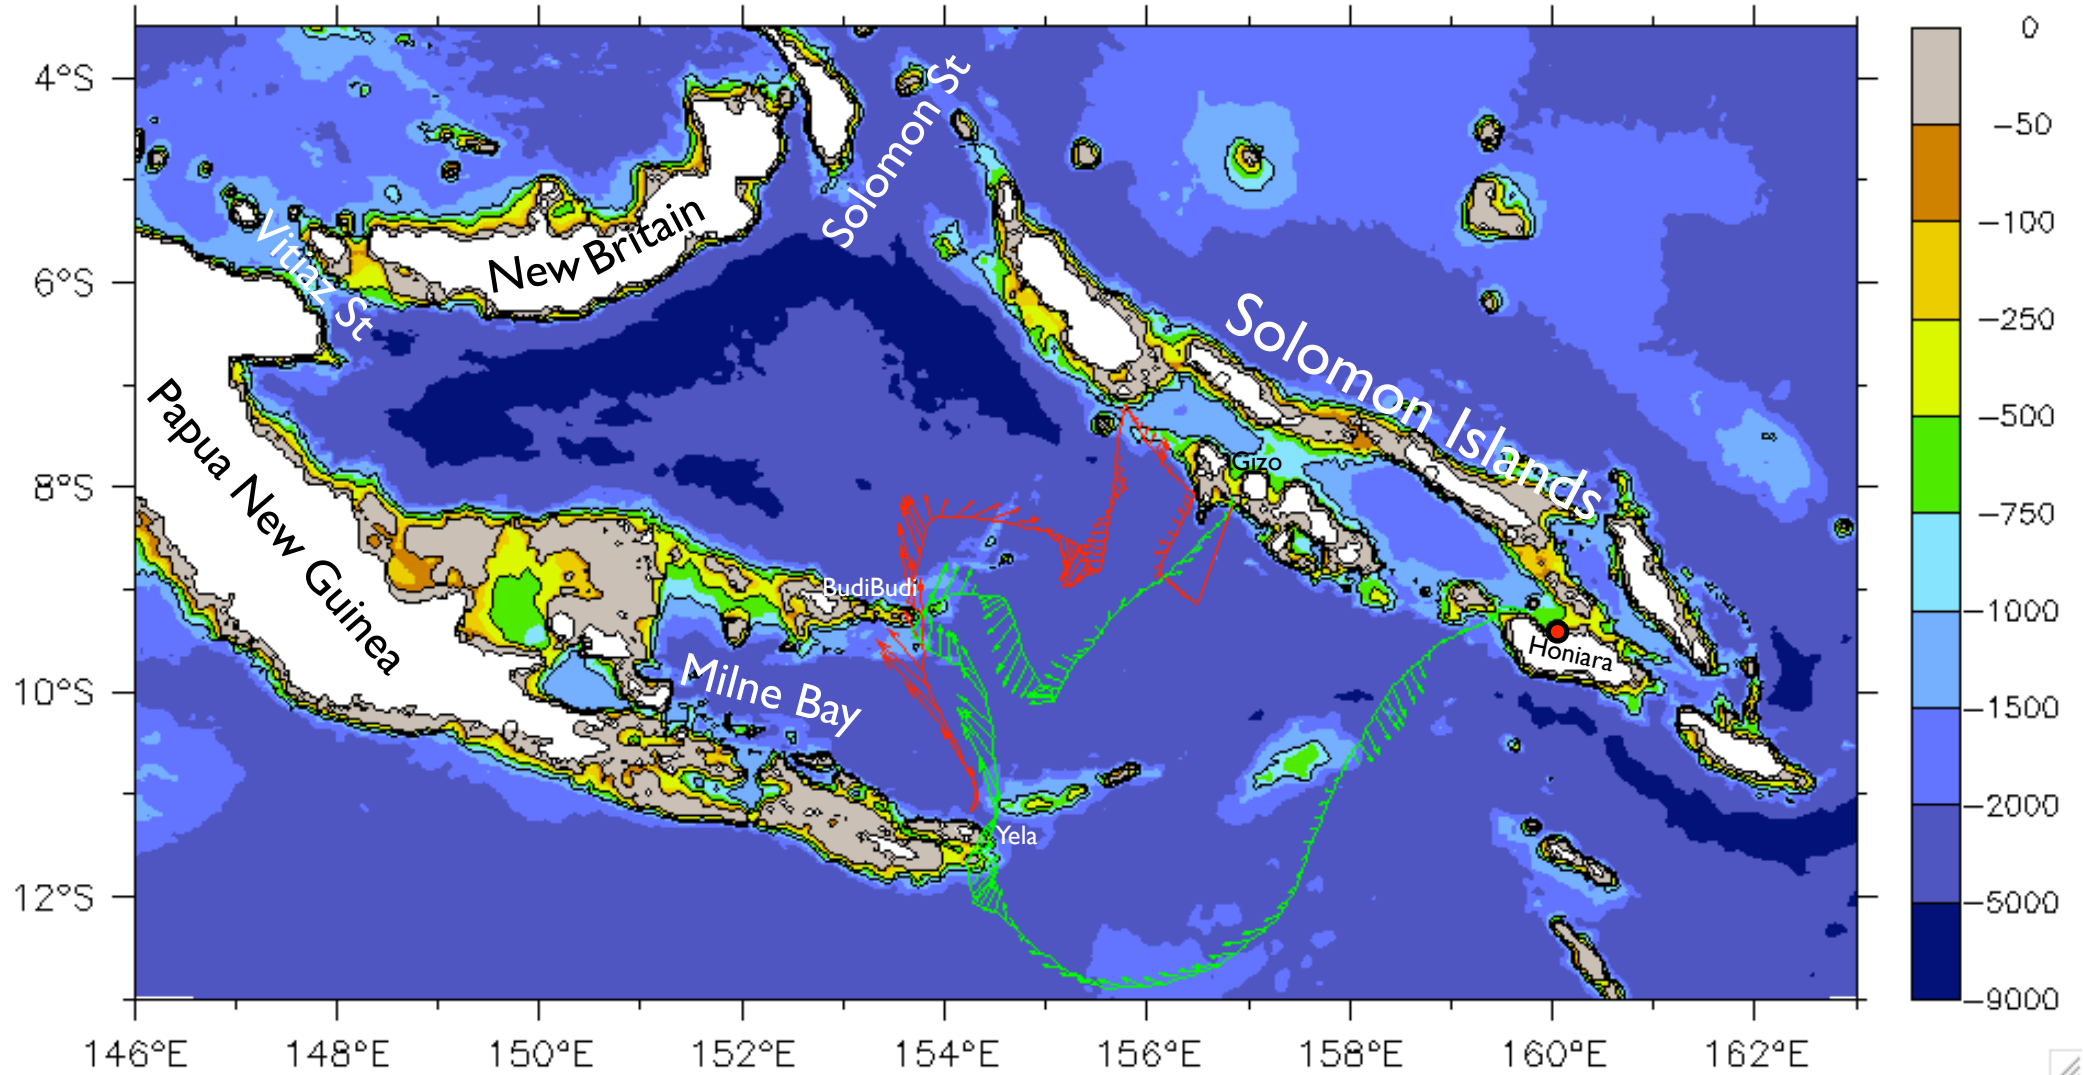 4°S
6°S
8°S
10°S
12°S
146°E
148°E
150°E
152°E
154°E
156°E
158°E
160°E
162°E
Solomon St
Vitiaz St
New Britain
Papua New Guinea
Solomon Islands
Gizo
BudiBudi
Milne Bay
Honiara
Yela
0
-50
-100
-250
-500
-750
-1000
-1500
-2000
-5000
-9000